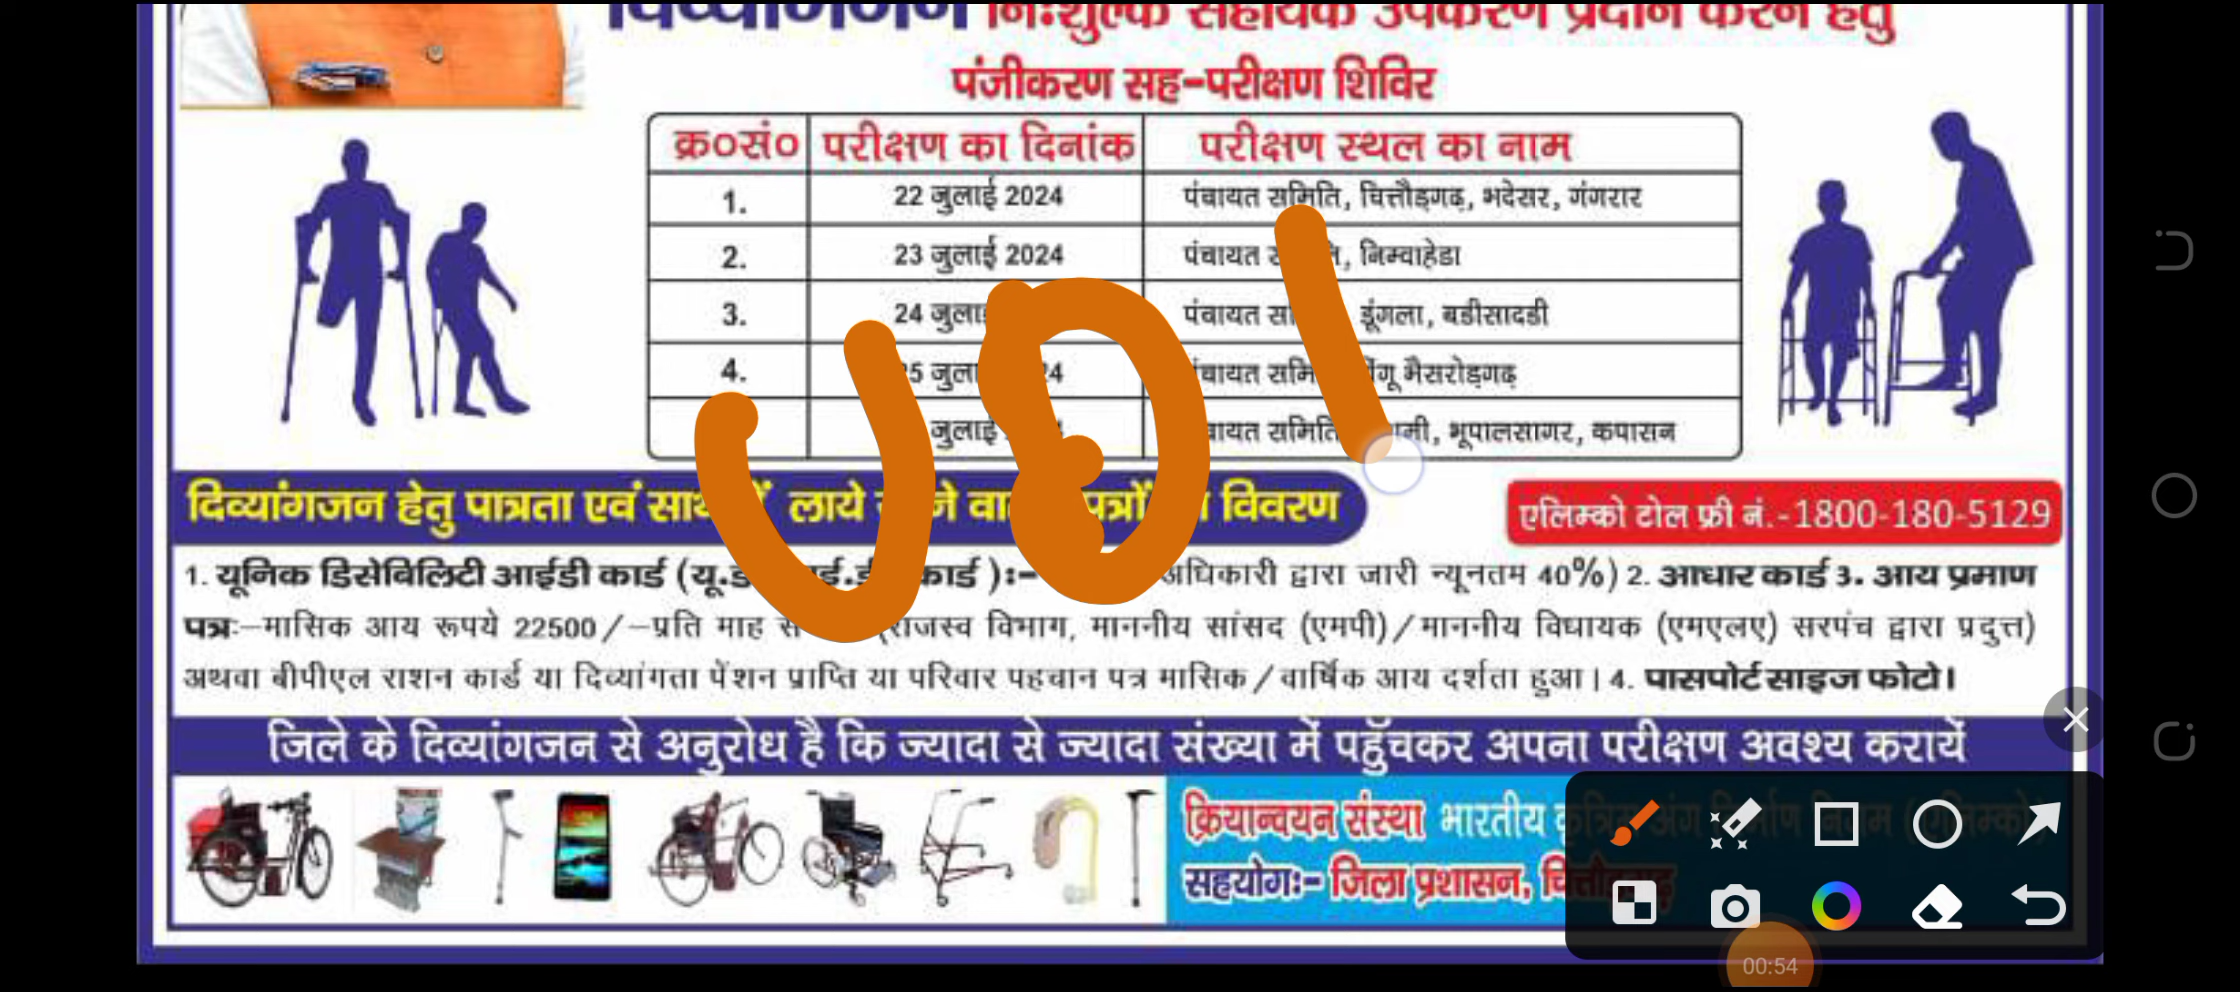 दिव्यांगजन निःशुल्क सहायक उपकरण प्रदान करने हेतु
पंजीकरण सह-परीक्षण शिविर
क्र०सं० परीक्षण का दिनांक परीक्षण स्थल का नाम
1. 22 जुलाई 2024 पंचायत समिति, चित्तौड़गढ़, भदेसर, गंगरार
2. 23 जुलाई 2024 पंचायत निम्वाहेडा
3. 24 डूंगला, बडीसादडी
4. भैसरोड़गढ़
जुलाई भूपालसागर, कपासन
दिव्यांगजन हेतु पात्रता एवं लाये विवरण
एलिम्को टोल फ्री नं.-1800-180-5129
1. यूनिक डिसेबिलिटी आईडी कार्ड कार्ड ):- अधिकारी द्वारा जारी न्यूनतम 40%) 2. आधार कार्ड 3. आय प्रमाण
पत्रः–मासिक आय रूपये 22500/–प्रति माह विभाग, माननीय सांसद (एमपी)/माननीय विधायक (एमएलए) सरपंच द्वारा प्रदुत्त)
अथवा बीपीएल राशन कार्ड या दिव्यांगता पेंशन प्राप्ति या परिवार पहचान पत्र मासिक/वार्षिक आय दर्शता हुआ | 4. पासपोर्ट साइज फोटो।
जिले के दिव्यांगजन से अनुरोध है कि ज्यादा से ज्यादा संख्या में पहुँचकर अपना परीक्षण अवश्य करायें
क्रियान्वयन संस्था भारतीय
सहयोगः- जिला प्रशासन,
00:54